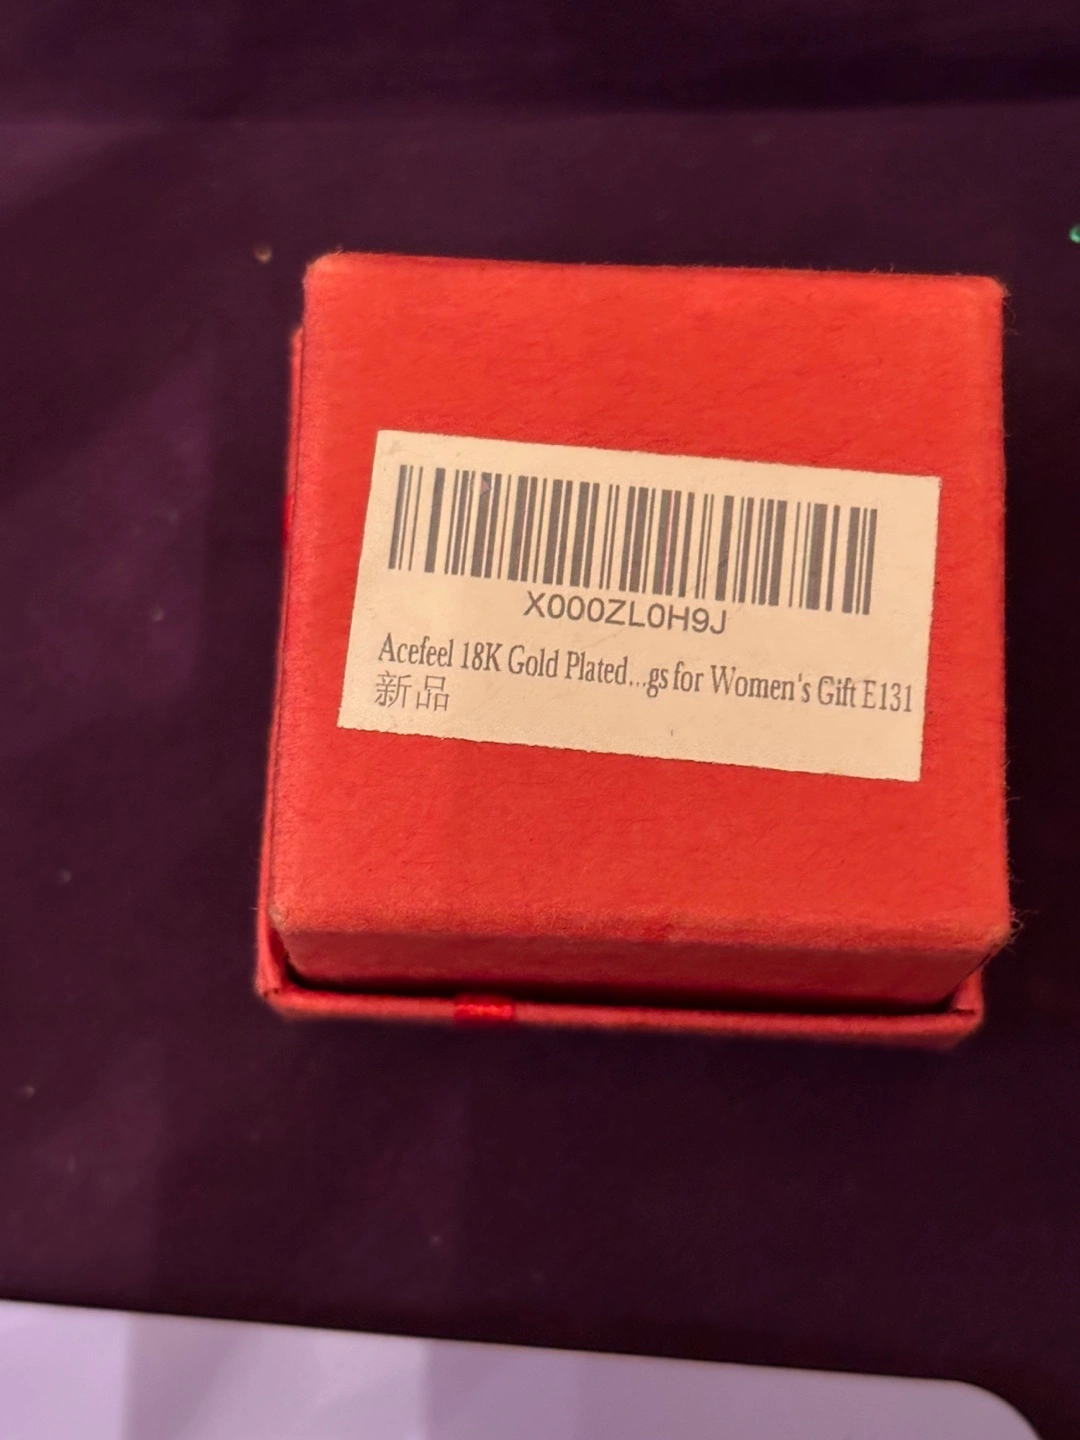 X000ZL0H9J
Acefeel 18K Gold Plated...gs for Women's Gift E131
新品